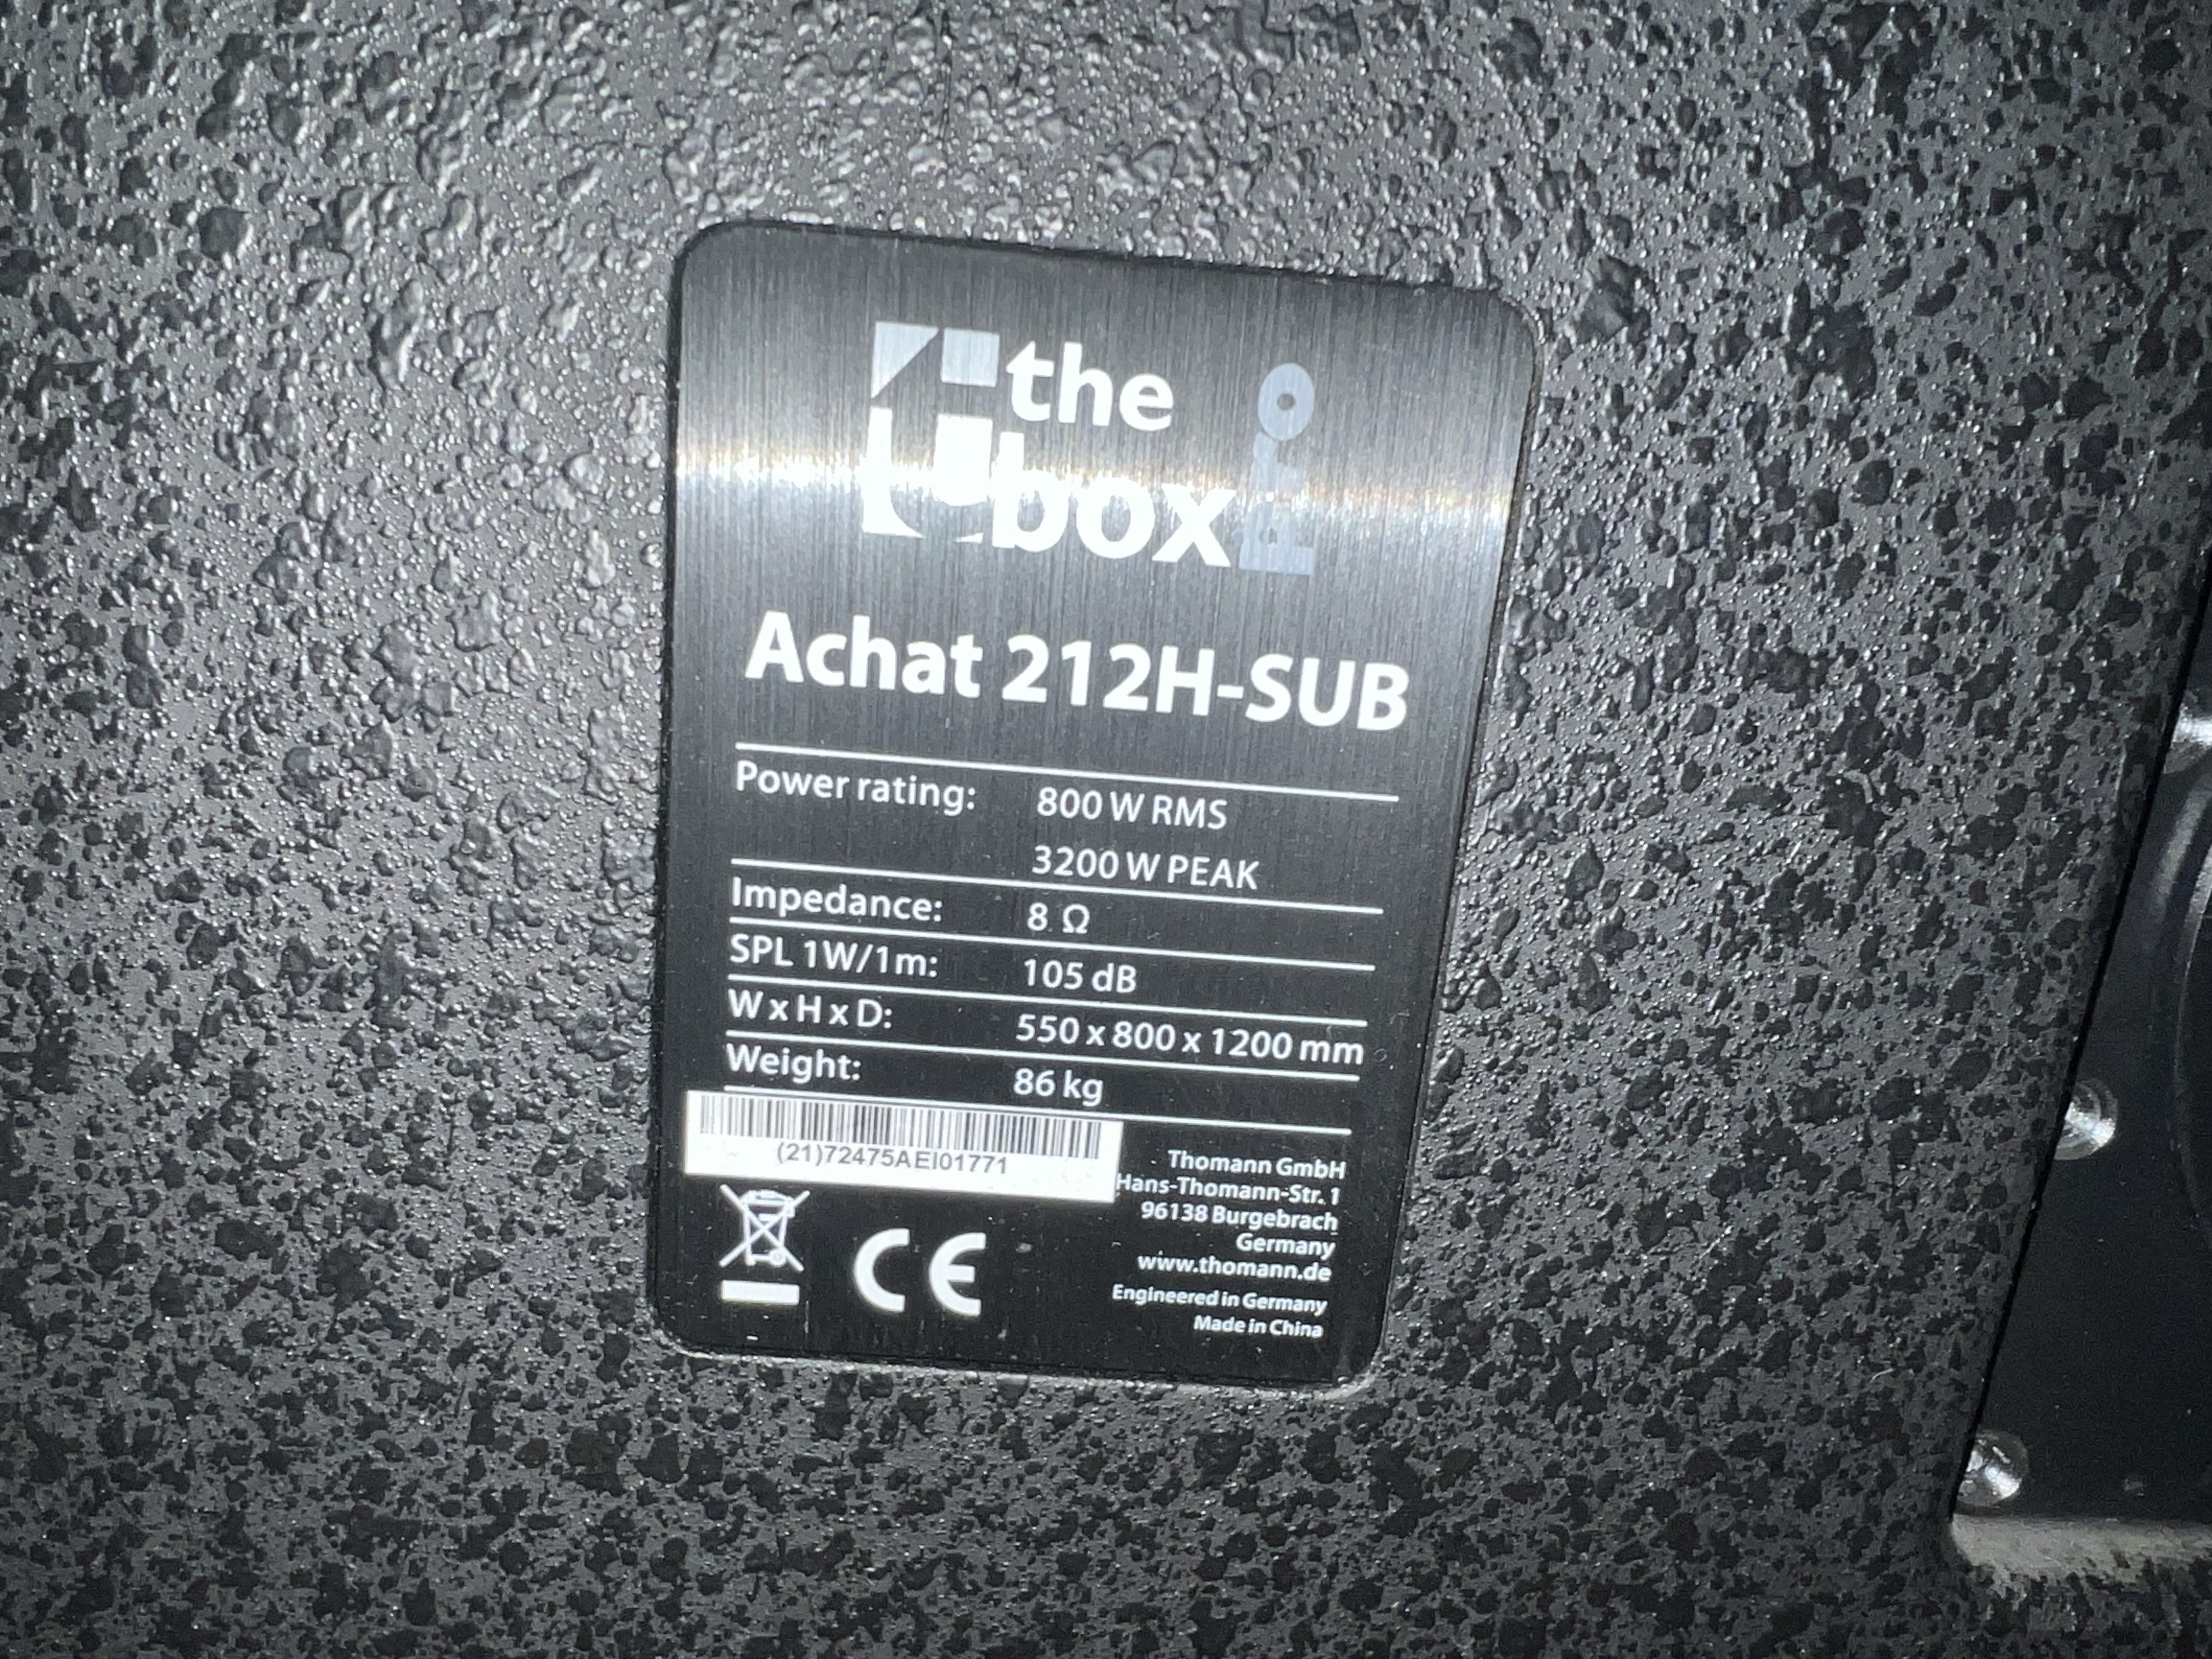 the
box
PRO
Achat 212H-SUB
Power rating: 800 W RMS
3200 W PEAK
Impedance: 8 Ω
SPL 1W/1m: 105 dB
W x H x D: 550 x 800 x 1200 mm
Weight: 86 kg
(21)72475AEI01771
Thomann GmbH
Hans-Thomann-Str. 1
96138 Burgebrach
Germany
www.thomann.de
Engineered in Germany
Made in China
CE